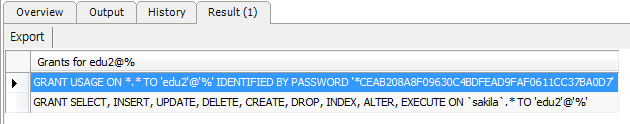 Overview Output History Result (1)
Export
Grants for edu2@%
GRANT USAGE ON *.* TO 'edu2'@'%' IDENTIFIED BY PASSWORD '*CEAB208A8F09630C4BDFEAD9FAF0611CC37BA0D7'
GRANT SELECT, INSERT, UPDATE, DELETE, CREATE, DROP, INDEX, ALTER, EXECUTE ON `sakila`.* TO 'edu2'@'%'